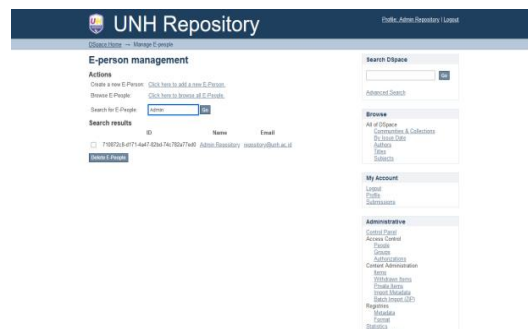 UNH Repository
Profile: Admin Repository | Logout
DSpace Home → Manage E-people
E-person management
Actions
Create a new E-Person: Click here to add a new E-Person.
Browse E-People: Click here to browse all E-People.
Search for E-People: Admin Go
Search results
ID Name Email
Admin Repository repository@unh.ac.id
Delete E-People
Search DSpace
Go
Advanced Search
Browse
All of DSpace
Communities & Collections
By Issue Date
Authors
Titles
Subjects
My Account
Logout
Profile
Submissions
Administrative
Control Panel
Access Control
People
Groups
Authorizations
Content Administration
Items
Withdrawn Items
Private Items
Import Metadata
Batch Import (ZIP)
Registries
Metadata
Format
Statistics